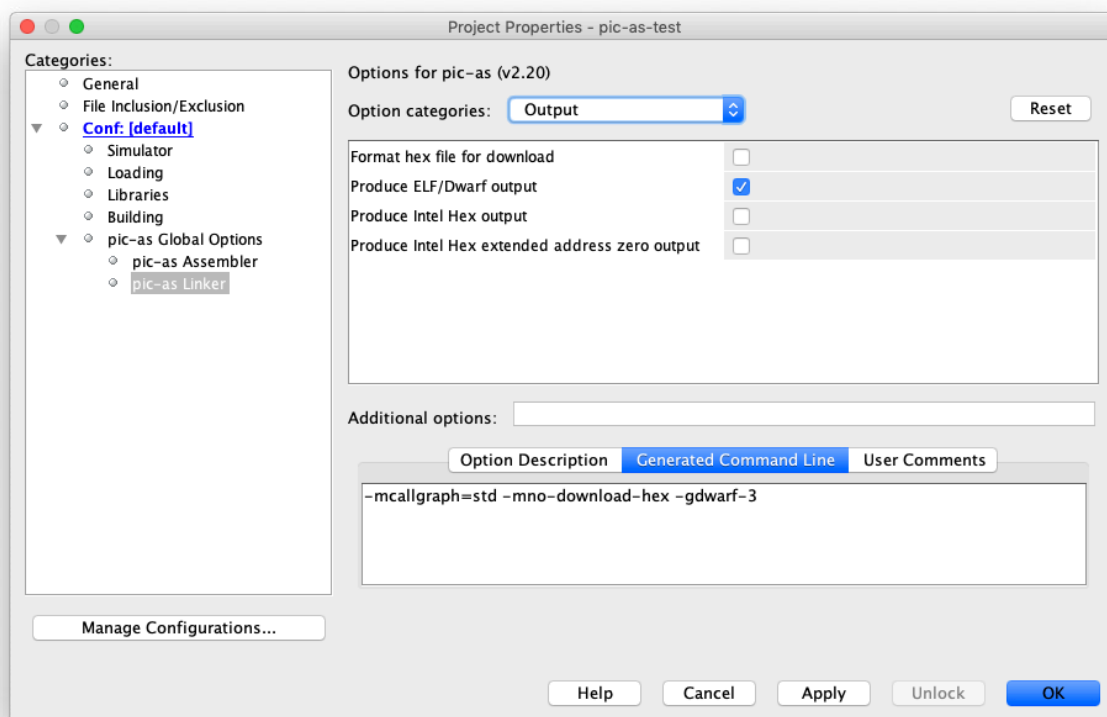 Project Properties - pic-as-test
Categories:
General
File Inclusion/Exclusion
Conf: [default]
Simulator
Loading
Libraries
Building
pic-as Global Options
pic-as Assembler
pic-as Linker
Manage Configurations...
Options for pic-as (v2.20)
Option categories: Output Reset
Format hex file for download
Produce ELF/Dwarf output
Produce Intel Hex output
Produce Intel Hex extended address zero output
Additional options:
Option Description Generated Command Line User Comments
-mcallgraph=std -mno-download-hex -gdwarf-3
Help Cancel Apply Unlock OK